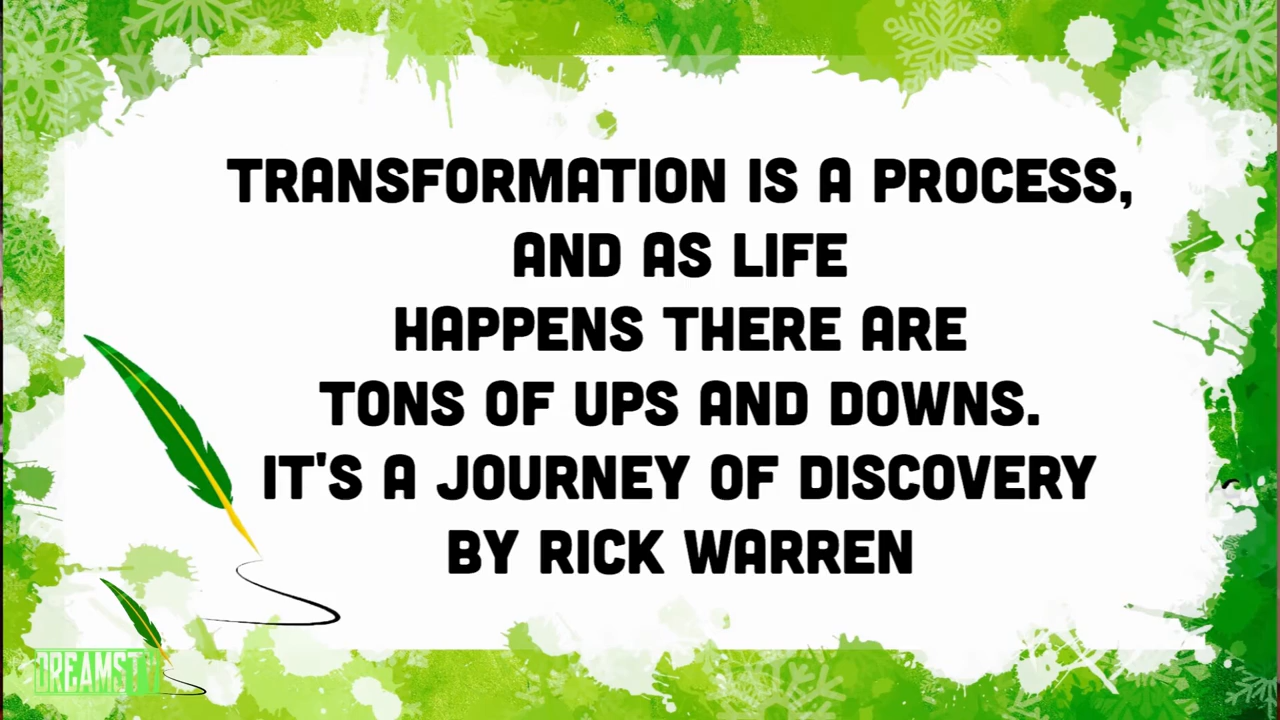 TRANSFORMATION IS A PROCESS,
AND AS LIFE
HAPPENS THERE ARE
TONS OF UPS AND DOWNS.
IT'S A JOURNEY OF DISCOVERY
BY RICK WARREN